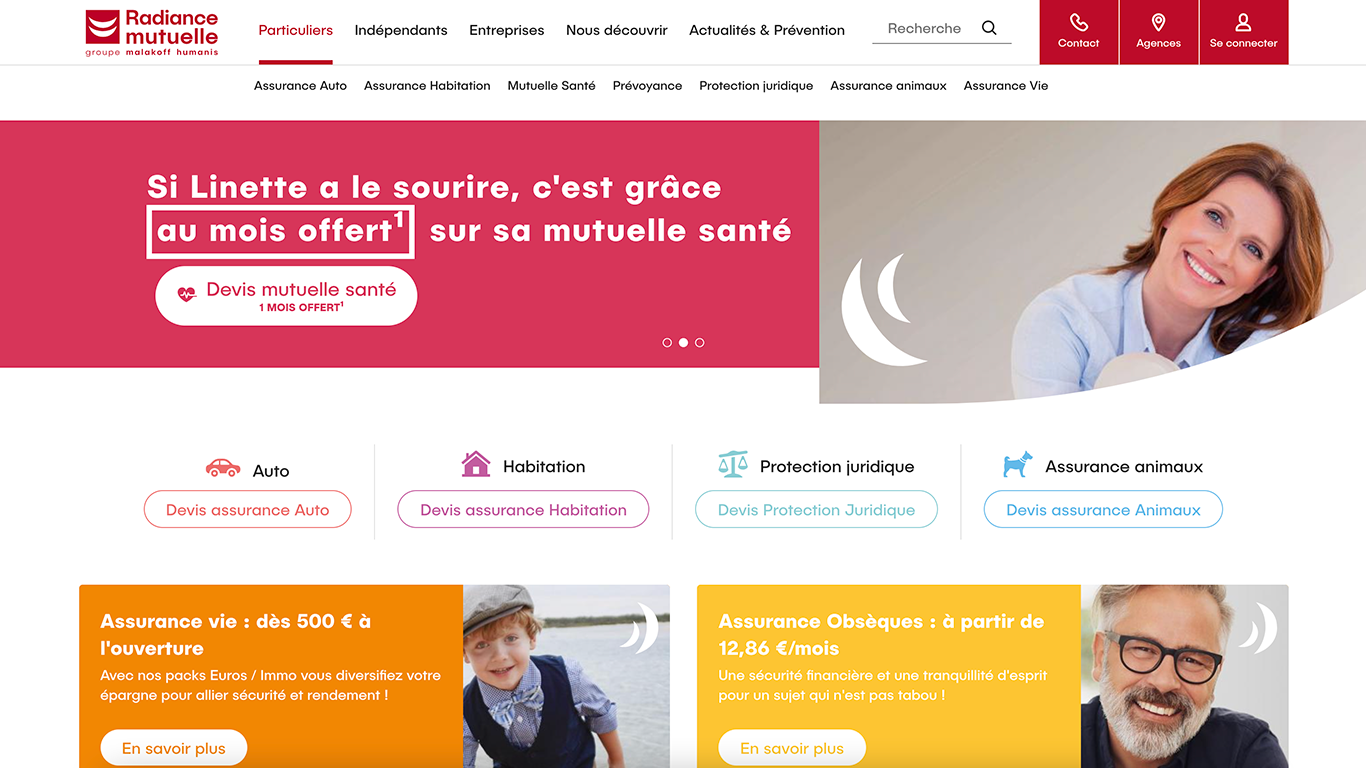 Radiance
mutuelle
groupe malakoff humanis
Particuliers
Indépendants
Entreprises
Nous découvrir
Actualités & Prévention
Recherche
Contact
Agences
Se connecter
Assurance Auto
Assurance Habitation
Mutuelle Santé
Prévoyance
Protection juridique
Assurance animaux
Assurance Vie
Si Linette a le sourire, c'est grâce
au mois offert¹ sur sa mutuelle santé
Devis mutuelle santé
1 MOIS OFFERT¹
Auto
Devis assurance Auto
Habitation
Devis assurance Habitation
Protection juridique
Devis Protection Juridique
Assurance animaux
Devis assurance Animaux
Assurance vie : dès 500 € à
l'ouverture
Avec nos packs Euros / Immo vous diversifiez votre
épargne pour allier sécurité et rendement !
En savoir plus
Assurance Obsèques : à partir de
12,86 €/mois
Une sécurité financière et une tranquillité d'esprit
pour un sujet qui n'est pas tabou !
En savoir plus